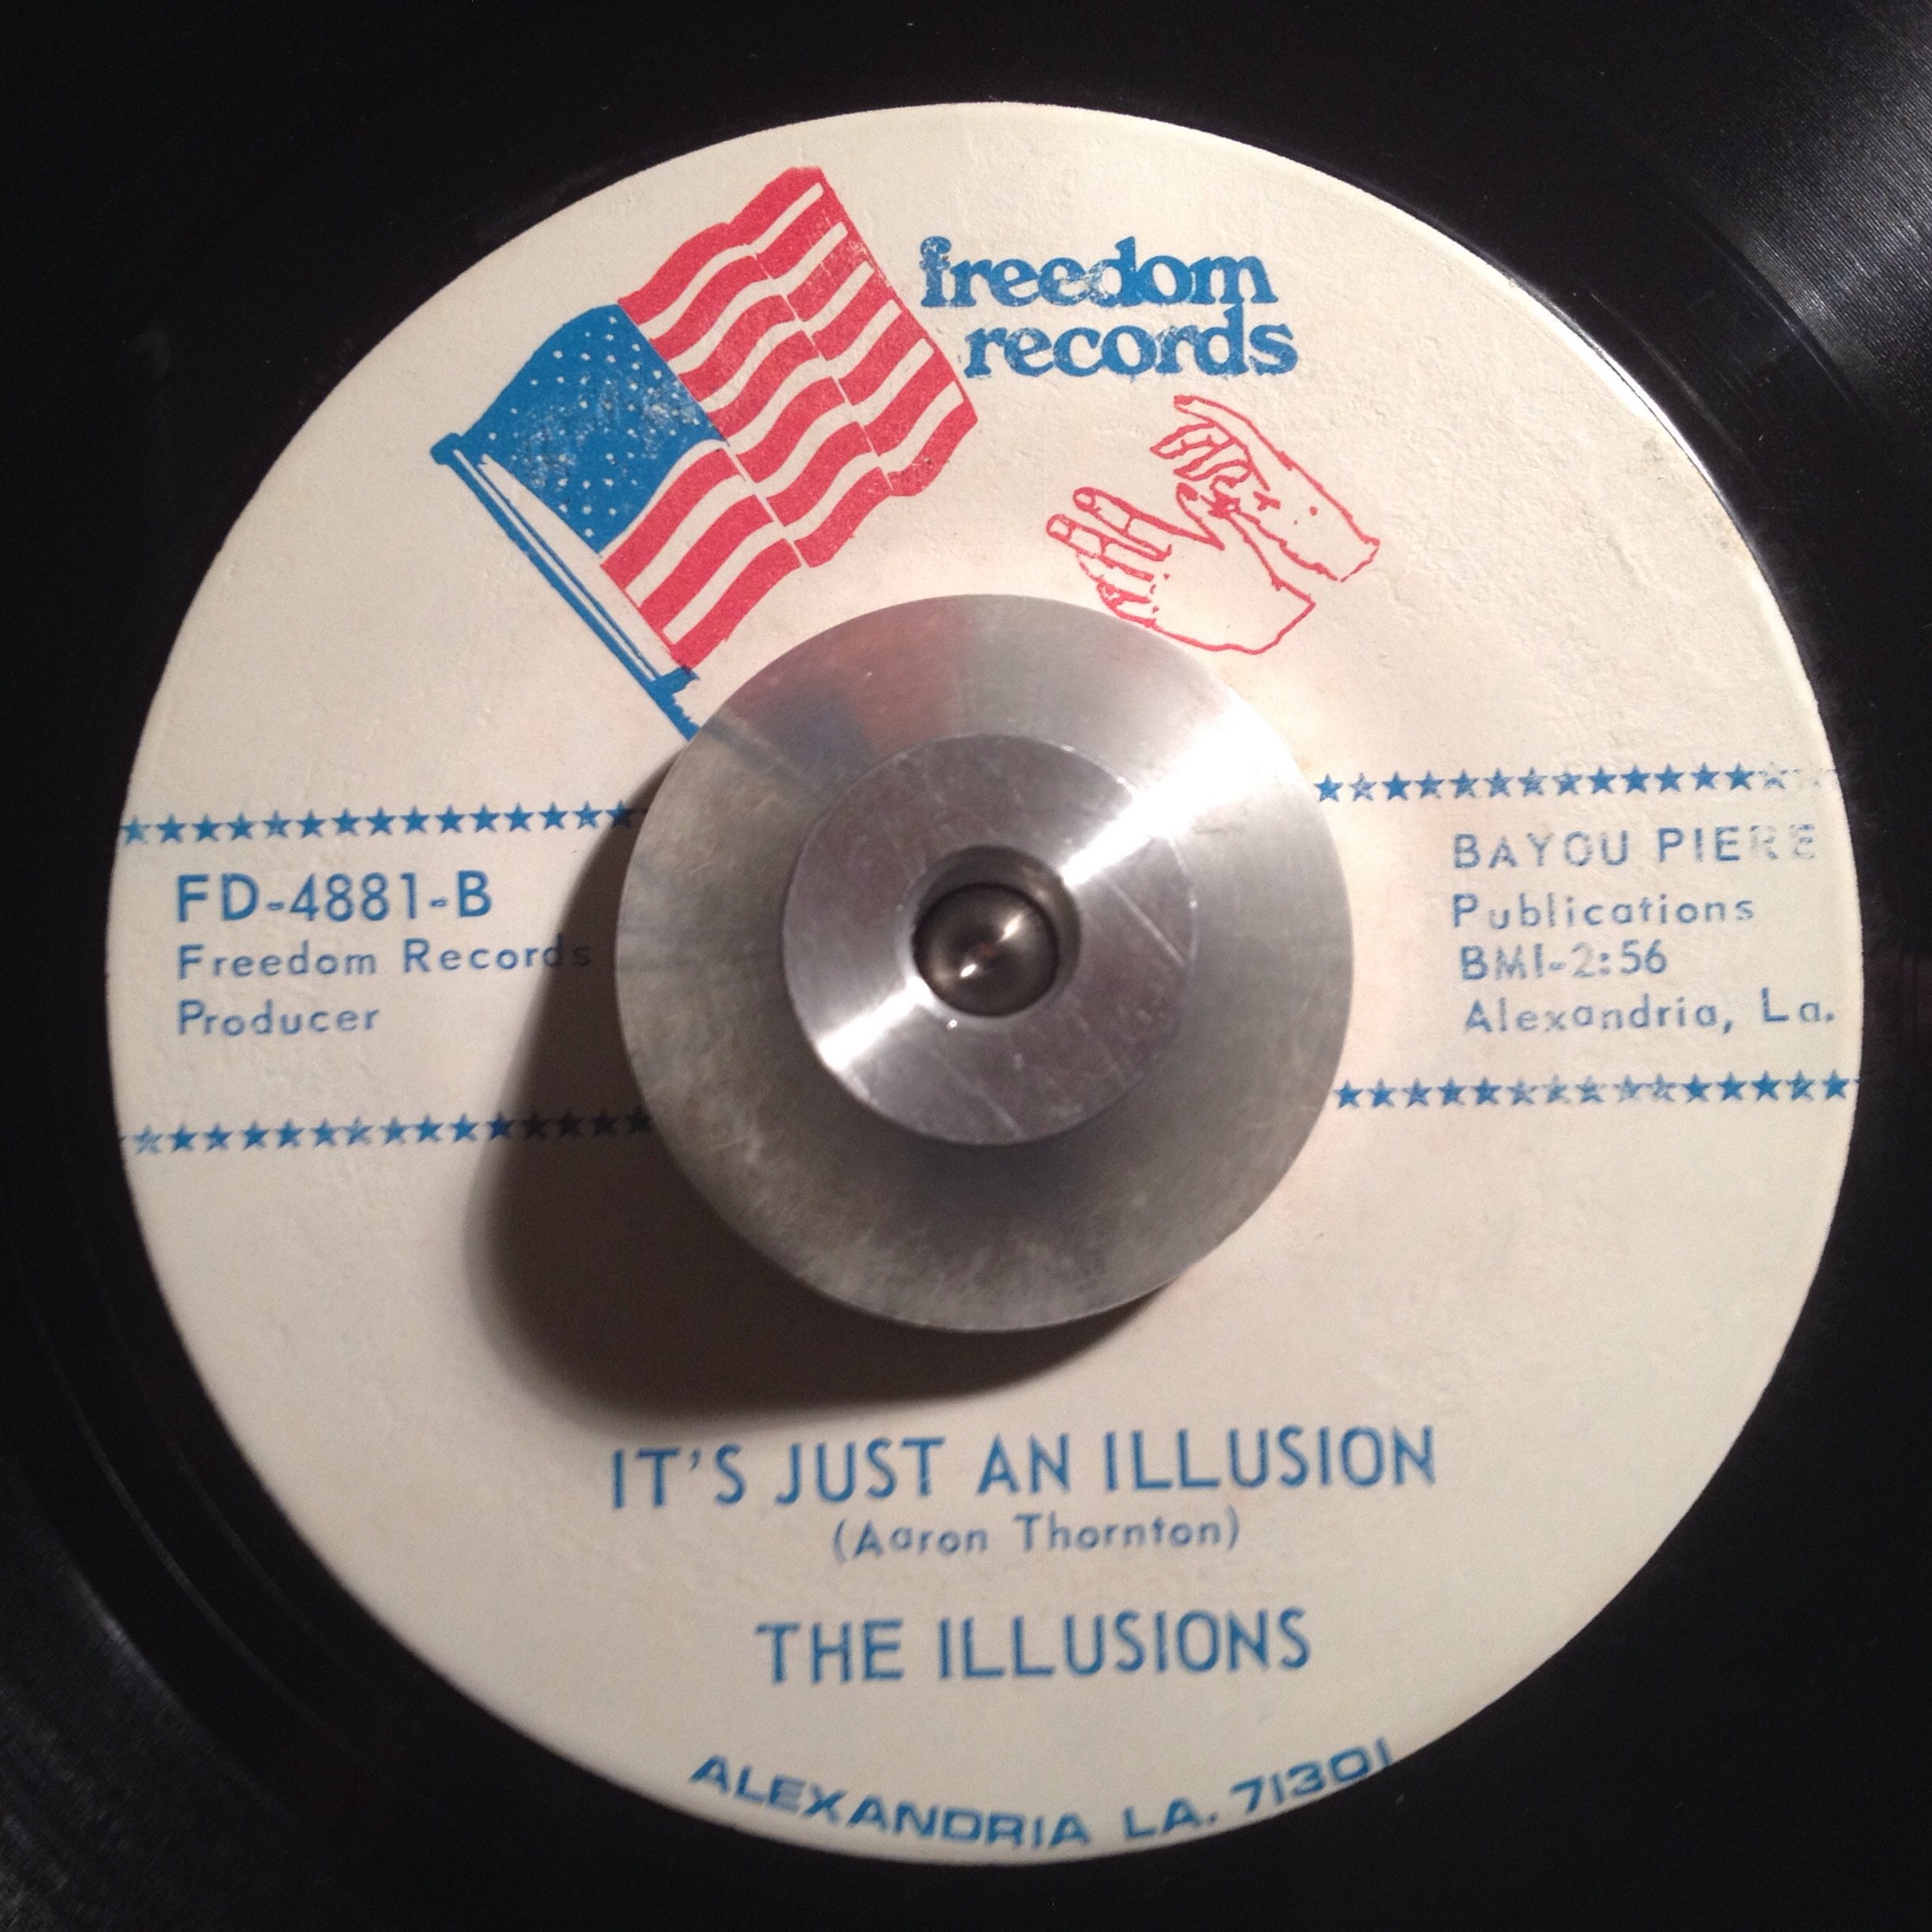 freedom
records
FD-4881-B
Freedom Records
Producer
BAYOU PIERE
Publications
BMI-2:56
Alexandria, La.
IT'S JUST AN ILLUSION
(Aaron Thornton)
THE ILLUSIONS
ALEXANDRIA LA. 71301